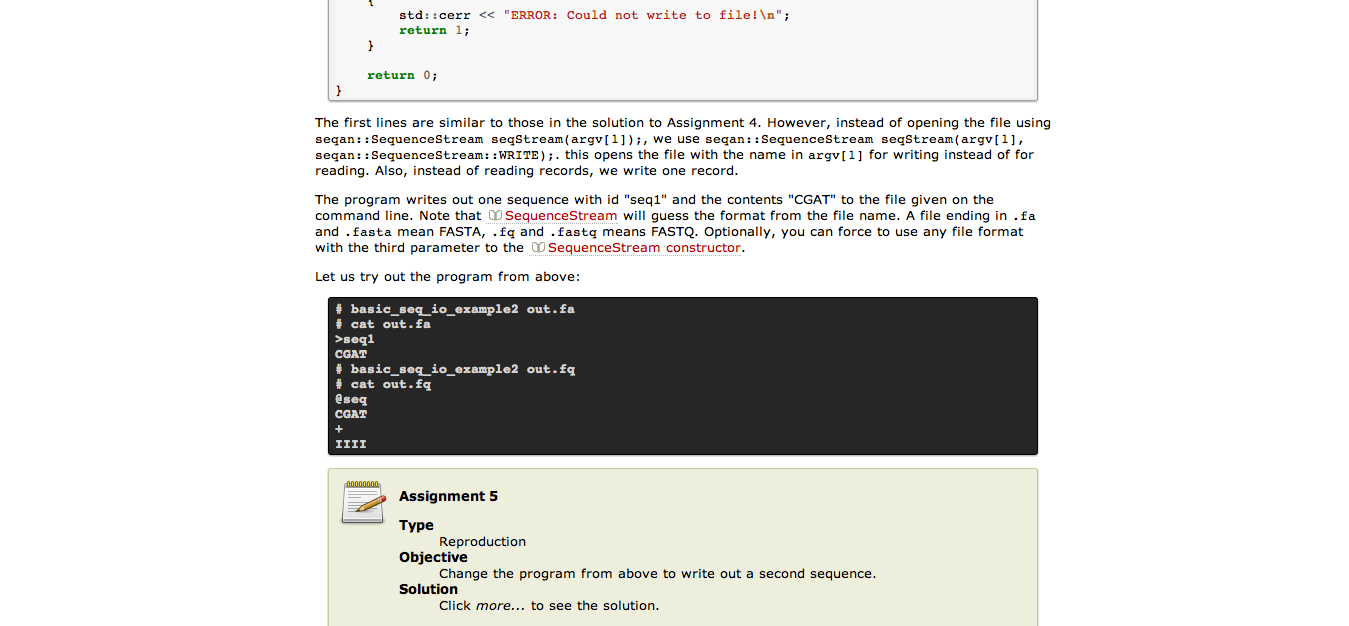 {
std::cerr << "ERROR: Could not write to file!\n";
return 1;
}
return 0;
}
The first lines are similar to those in the solution to Assignment 4. However, instead of opening the file using
seqan::SequenceStream seqStream(argv[1]);, we use seqan::SequenceStream seqStream(argv[1],
seqan::SequenceStream::WRITE);. this opens the file with the name in argv[1] for writing instead of for
reading. Also, instead of reading records, we write one record.
The program writes out one sequence with id "seq1" and the contents "CGAT" to the file given on the
command line. Note that SequenceStream will guess the format from the file name. A file ending in .fa
and .fasta mean FASTA, .fq and .fastq means FASTQ. Optionally, you can force to use any file format
with the third parameter to the SequenceStream constructor.
Let us try out the program from above:
# basic_seq_io_example2 out.fa
# cat out.fa
>seq1
CGAT
# basic_seq_io_example2 out.fq
# cat out.fq
@seq
CGAT
+
IIII
Assignment 5
Type
Reproduction
Objective
Change the program from above to write out a second sequence.
Solution
Click more... to see the solution.